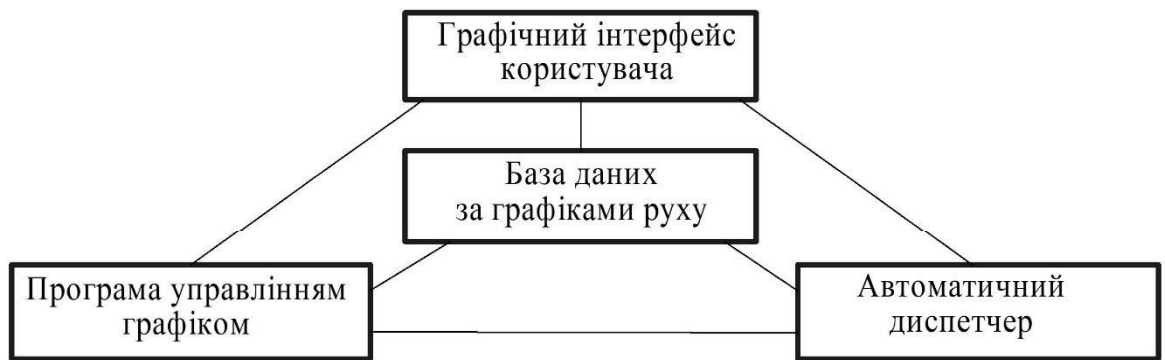 Графічний інтерфейс
користувача
База даних
за графіками руху
Програма управлінням
графіком
Автоматичний
диспетчер